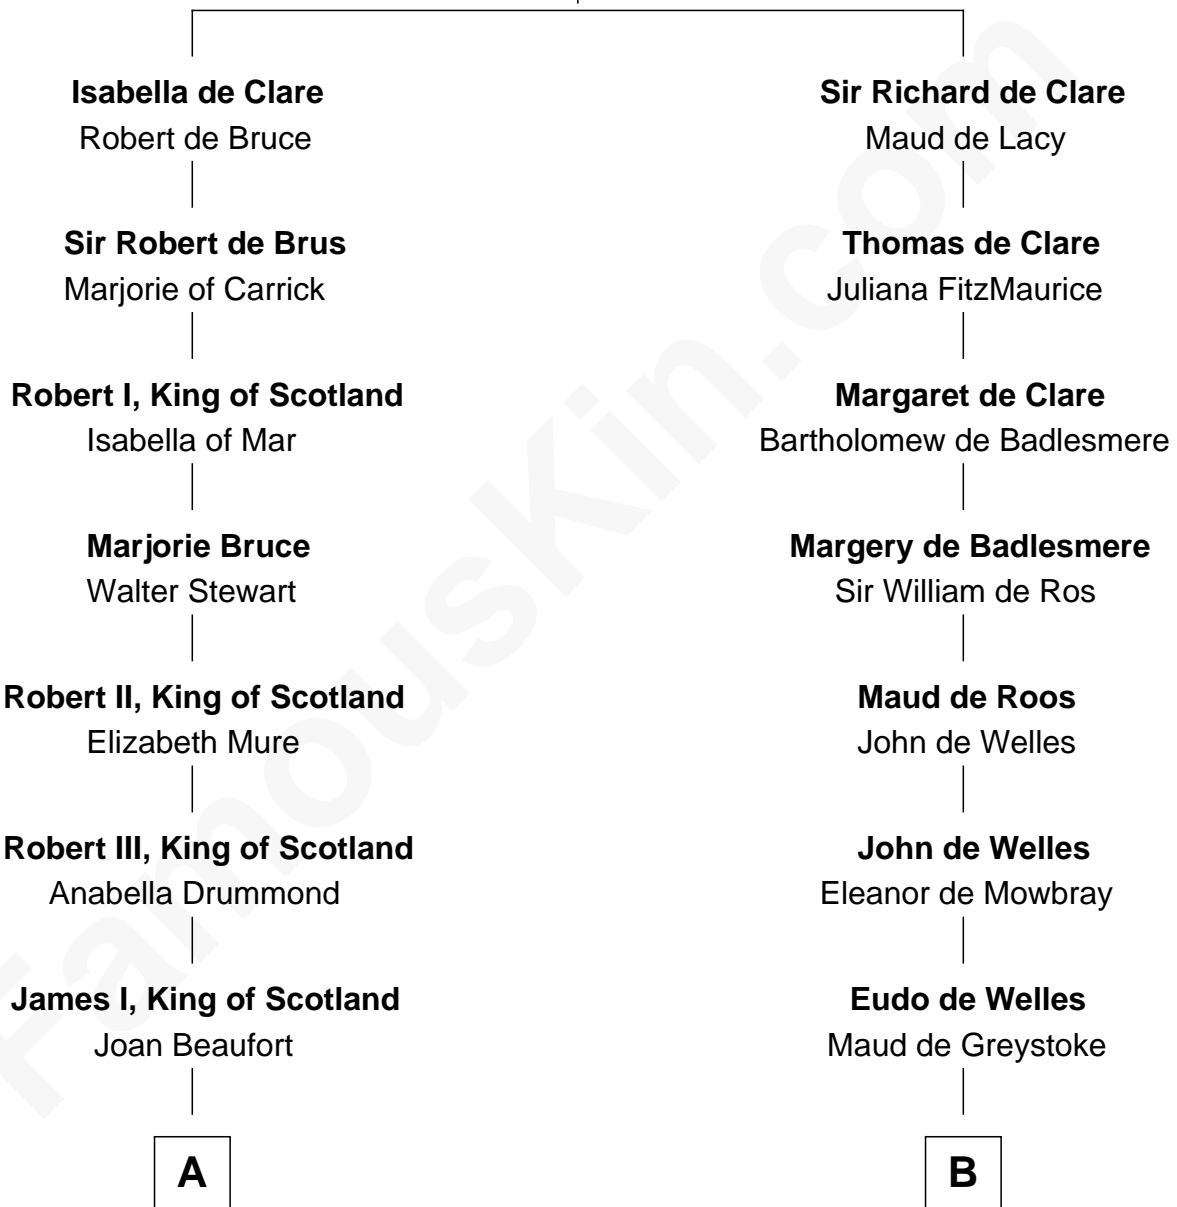 Isabella de Clare
Robert de Bruce
Sir Robert de Brus
Marjorie of Carrick
Robert I, King of Scotland
Isabella of Mar
Marjorie Bruce
Walter Stewart
Robert II, King of Scotland
Elizabeth Mure
Robert III, King of Scotland
Anabella Drummond
James I, King of Scotland
Joan Beaufort
A
Sir Richard de Clare
Maud de Lacy
Thomas de Clare
Juliana FitzMaurice
Margaret de Clare
Bartholomew de Badlesmere
Margery de Badlesmere
Sir William de Ros
Maud de Roos
John de Welles
John de Welles
Eleanor de Mowbray
Eudo de Welles
Maud de Greystoke
B
FamousKin.com